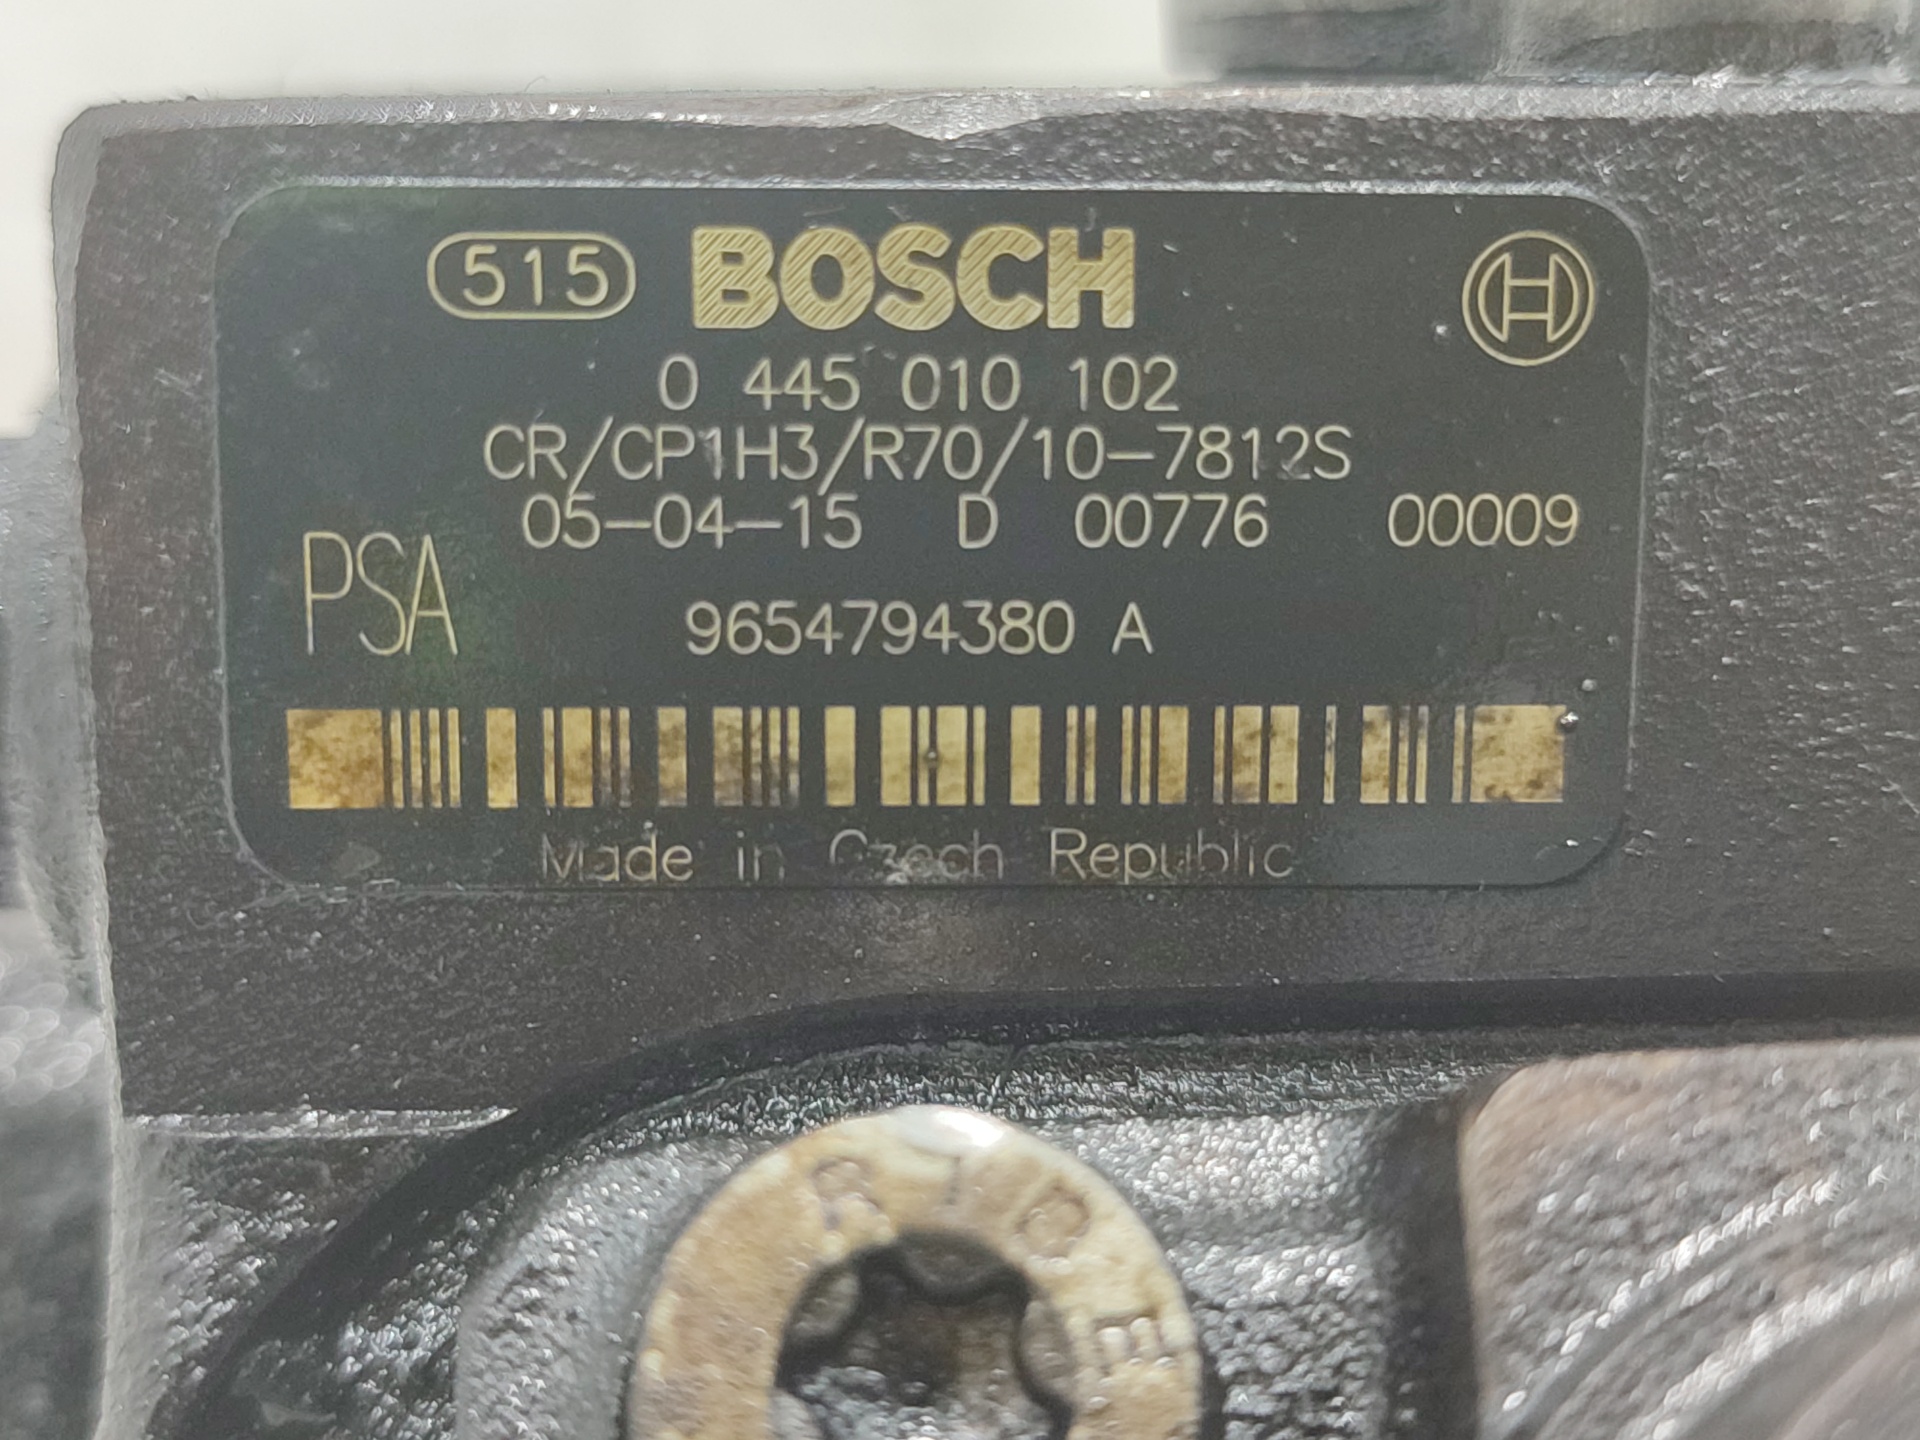 515 BOSCH
0 445 010 102
CR/CP1H3/R70/10-7812S
05-04-15 D 00776 00009
PSA 9654794380 A
Made in Czech Republic